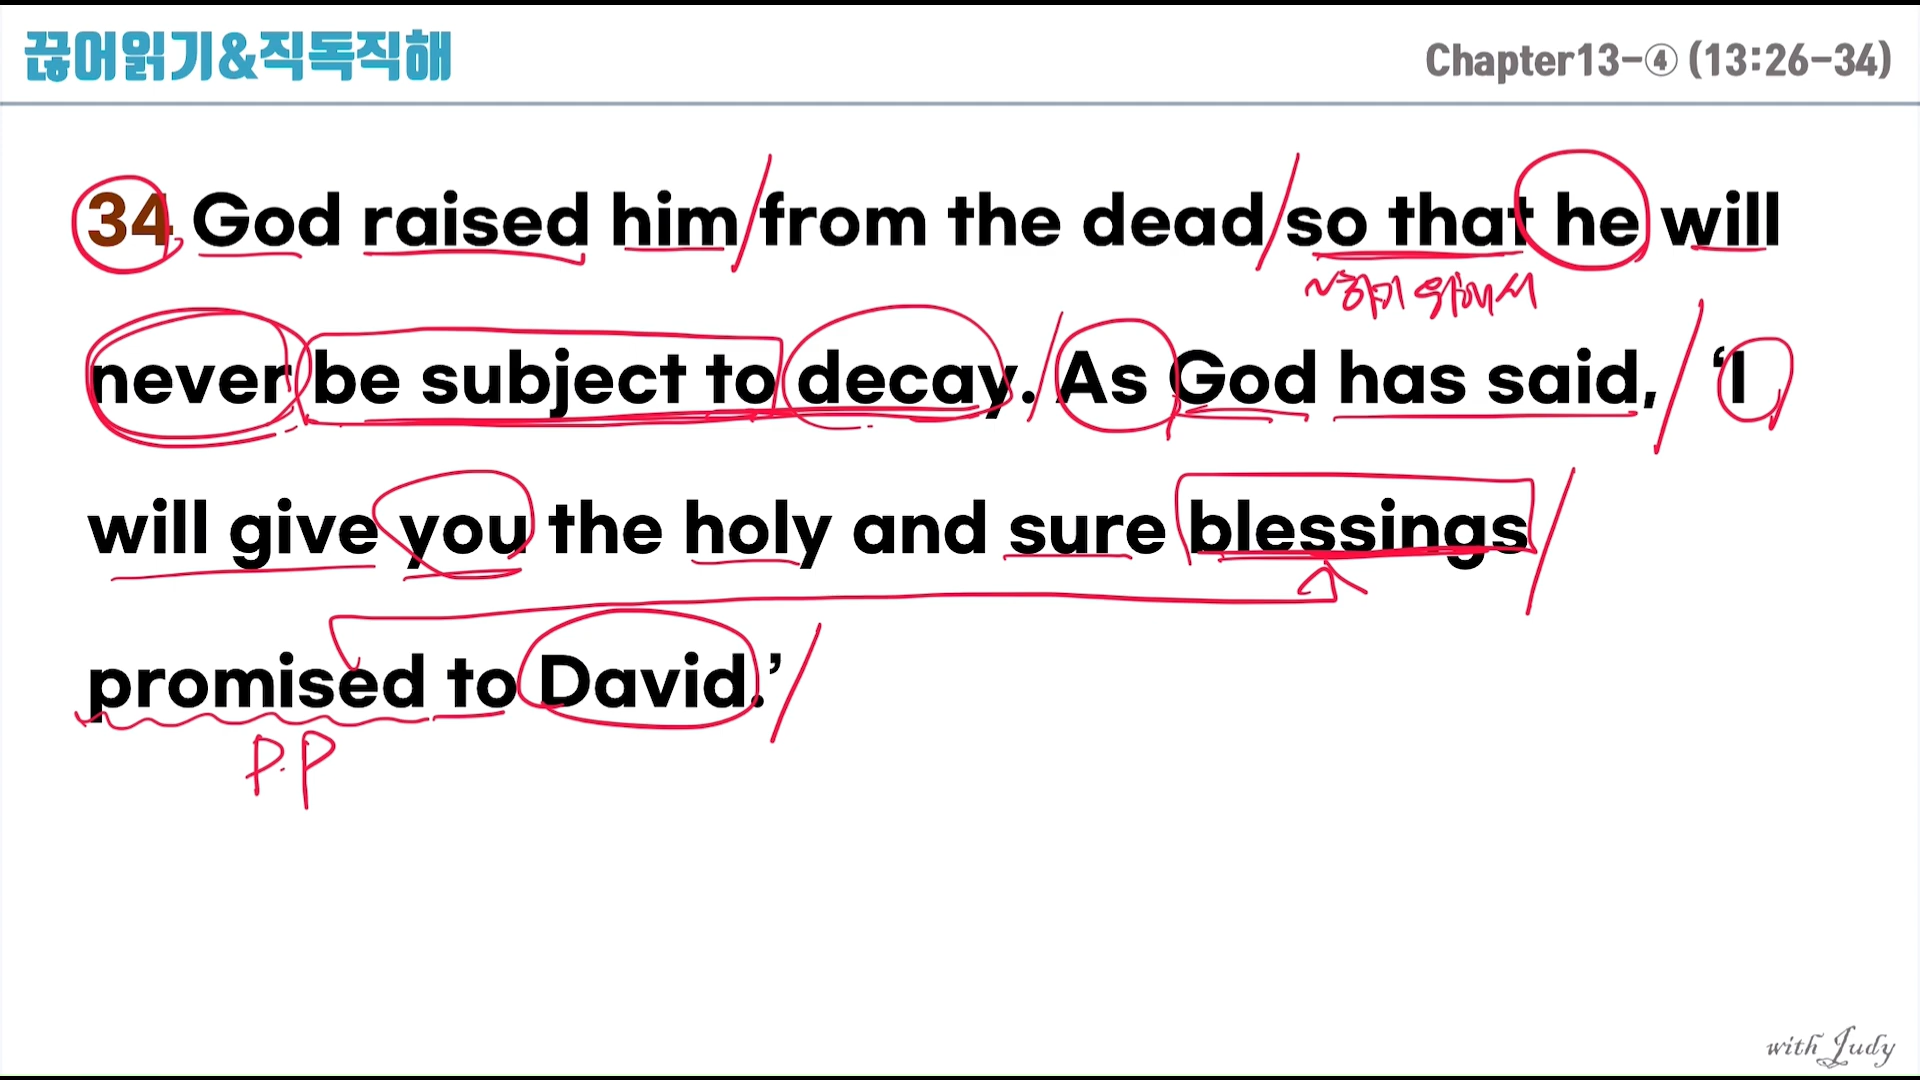 끊어읽기&직독직해
Chapter13-④ (13:26-34)
34 God raised him from the dead so that he will
~하기 위해서
never be subject to decay. As God has said, ‘I
will give you the holy and sure blessings
promised to David.’
P.P
with Judy